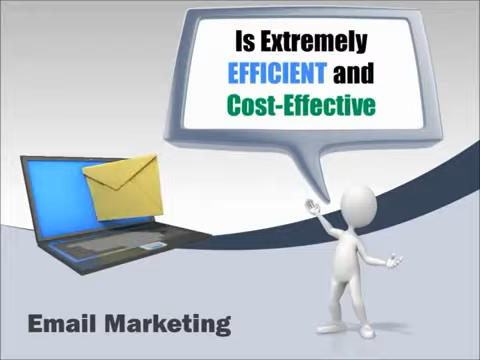 Is Extremely
EFFICIENT and
Cost-Effective
Email Marketing